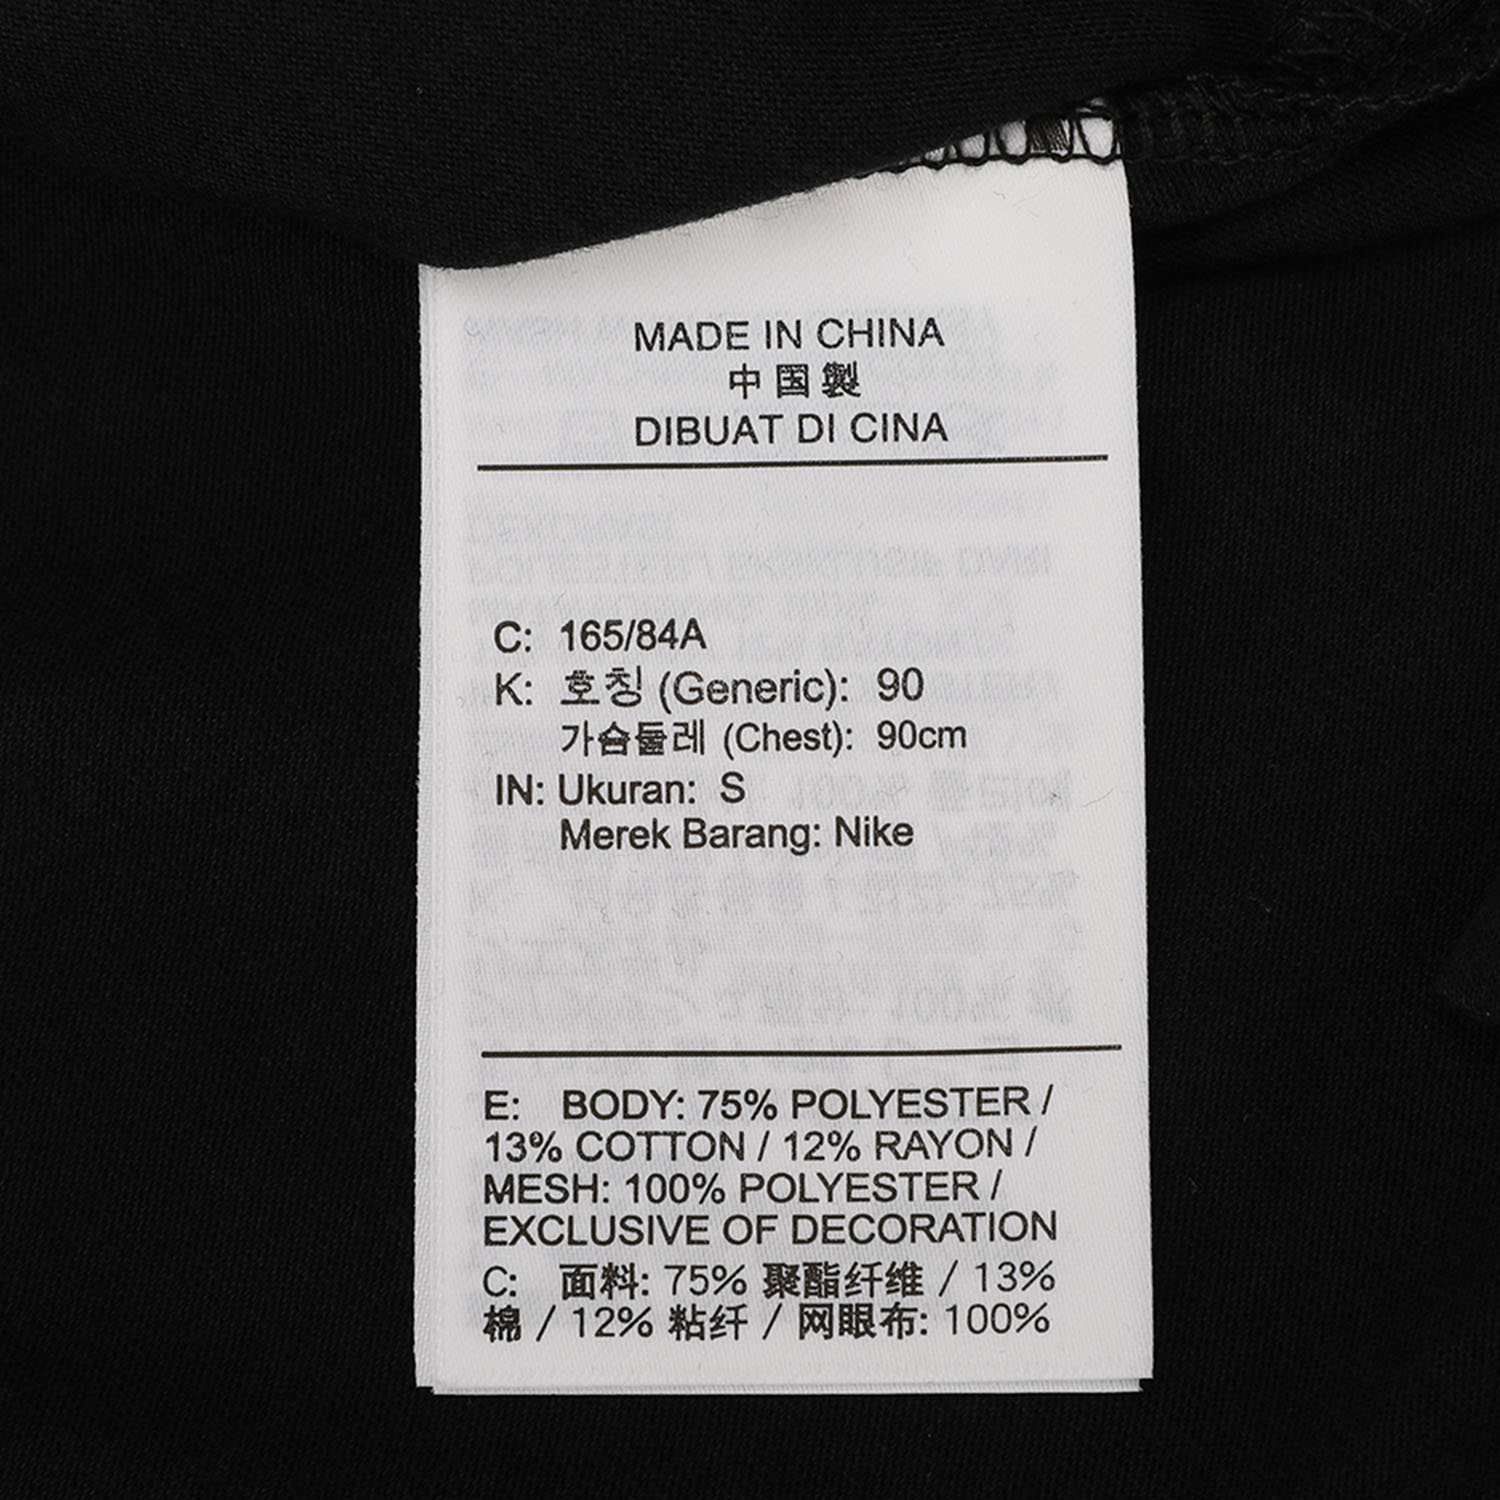 MADE IN CHINA
中国製
DIBUAT DI CINA
C: 165/84A
K: 호칭 (Generic): 90
가슴둘레 (Chest): 90cm
IN: Ukuran: S
Merek Barang: Nike
E: BODY: 75% POLYESTER /
13% COTTON / 12% RAYON /
MESH: 100% POLYESTER /
EXCLUSIVE OF DECORATION
C: 面料: 75% 聚酯纤维 / 13%
棉 / 12% 粘纤 / 网眼布: 100%